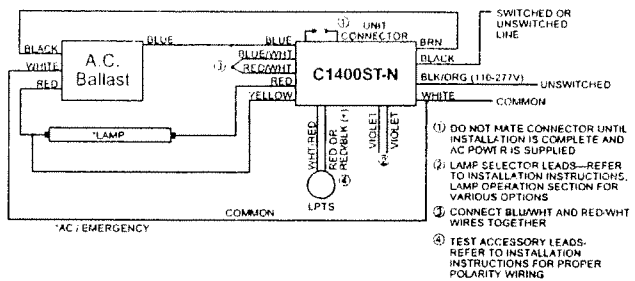 ① UNIT CONNECTOR
SWITCHED OR
UNSWITCHED
LINE
BLACK
BLUE
BLUE
BRN
A.C.
Ballast
WHITE
RED
BLUE/WHT
③
RED/WHT
RED
YELLOW
C1400ST-N
BLACK
BLK/ORG (110-277V)
UNSWITCHED
WHITE
COMMON
*LAMP
WHT/RED
RED OR
RED/BLK (+)
④
VIOLET
VIOLET
②
LPTS
COMMON
*AC / EMERGENCY
① DO NOT MATE CONNECTOR UNTIL
INSTALLATION IS COMPLETE AND
AC POWER IS SUPPLIED
② LAMP SELECTOR LEADS—REFER
TO INSTALLATION INSTRUCTIONS,
LAMP OPERATION SECTION FOR
VARIOUS OPTIONS
③ CONNECT BLU/WHT AND RED/WHT
WIRES TOGETHER
④ TEST ACCESSORY LEADS-
REFER TO INSTALLATION
INSTRUCTIONS FOR PROPER
POLARITY WIRING